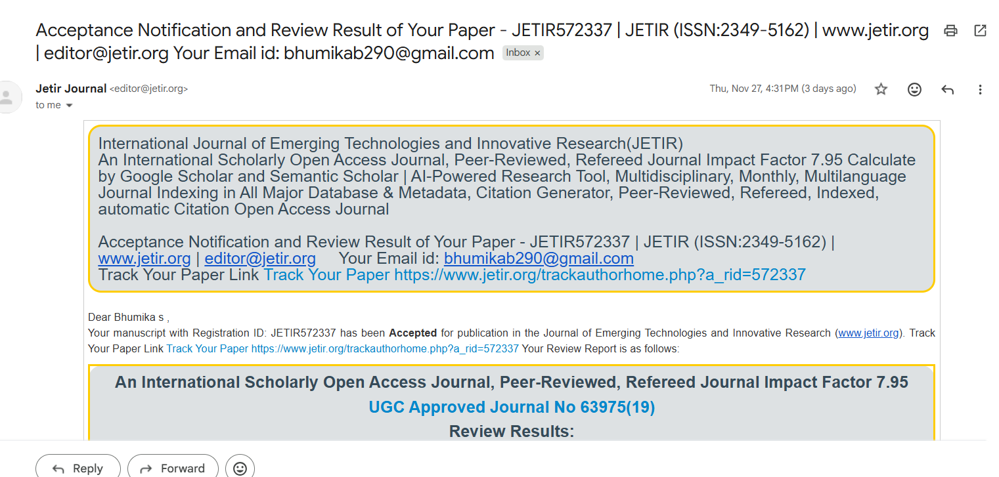 Acceptance Notification and Review Result of Your Paper - JETIR572337 | JETIR (ISSN:2349-5162) | www.jetir.org
| editor@jetir.org Your Email id: bhumikab290@gmail.com Inbox ×
Jetir Journal <editor@jetir.org> Thu, Nov 27, 4:31 PM (3 days ago)
to me
International Journal of Emerging Technologies and Innovative Research(JETIR)
An International Scholarly Open Access Journal, Peer-Reviewed, Refereed Journal Impact Factor 7.95 Calculate
by Google Scholar and Semantic Scholar | AI-Powered Research Tool, Multidisciplinary, Monthly, Multilanguage
Journal Indexing in All Major Database & Metadata, Citation Generator, Peer-Reviewed, Refereed, Indexed,
automatic Citation Open Access Journal
Acceptance Notification and Review Result of Your Paper - JETIR572337 | JETIR (ISSN:2349-5162) |
www.jetir.org | editor@jetir.org Your Email id: bhumikab290@gmail.com
Track Your Paper Link Track Your Paper https://www.jetir.org/trackauthorhome.php?a_rid=572337
Dear Bhumika s ,
Your manuscript with Registration ID: JETIR572337 has been Accepted for publication in the Journal of Emerging Technologies and Innovative Research (www.jetir.org). Track
Your Paper Link Track Your Paper https://www.jetir.org/trackauthorhome.php?a_rid=572337 Your Review Report is as follows:
An International Scholarly Open Access Journal, Peer-Reviewed, Refereed Journal Impact Factor 7.95
UGC Approved Journal No 63975(19)
Review Results:
Reply Forward